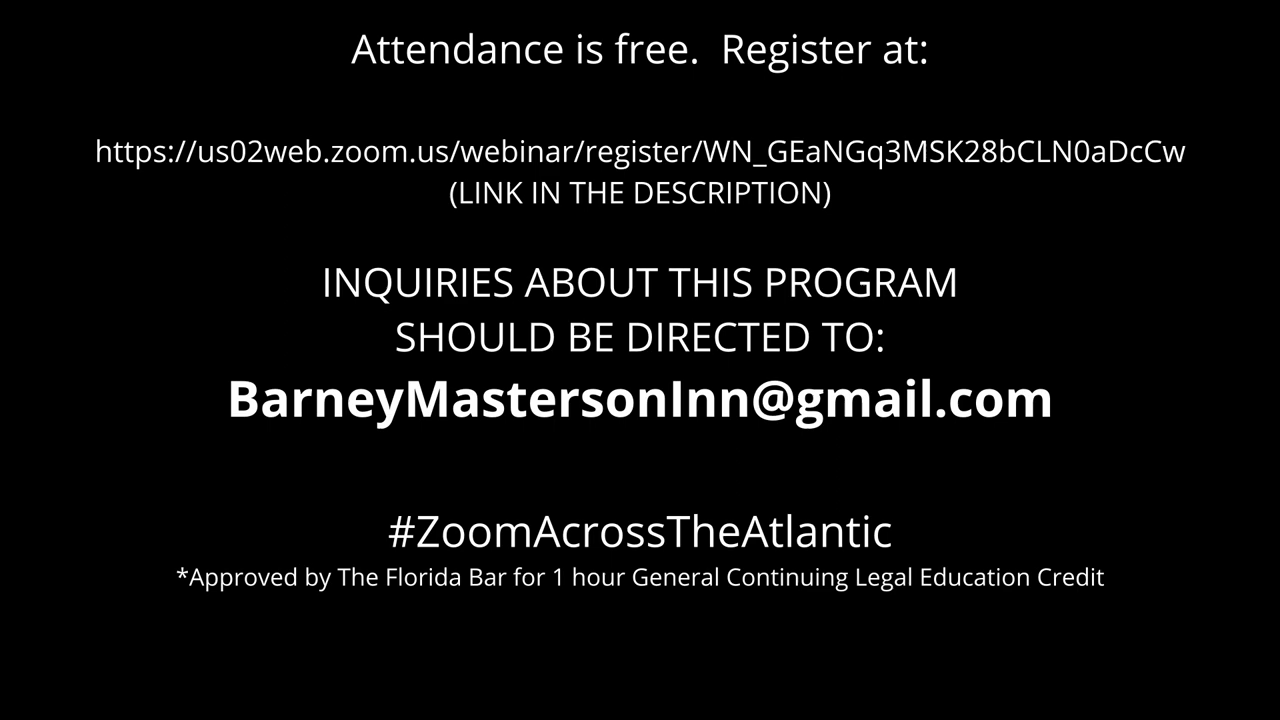 Attendance is free.  Register at:
https://us02web.zoom.us/webinar/register/WN_GEaNGq3MSK28bCLN0aDcCw
(LINK IN THE DESCRIPTION)
INQUIRIES ABOUT THIS PROGRAM
SHOULD BE DIRECTED TO:
BarneyMastersonInn@gmail.com
#ZoomAcrossTheAtlantic
*Approved by The Florida Bar for 1 hour General Continuing Legal Education Credit